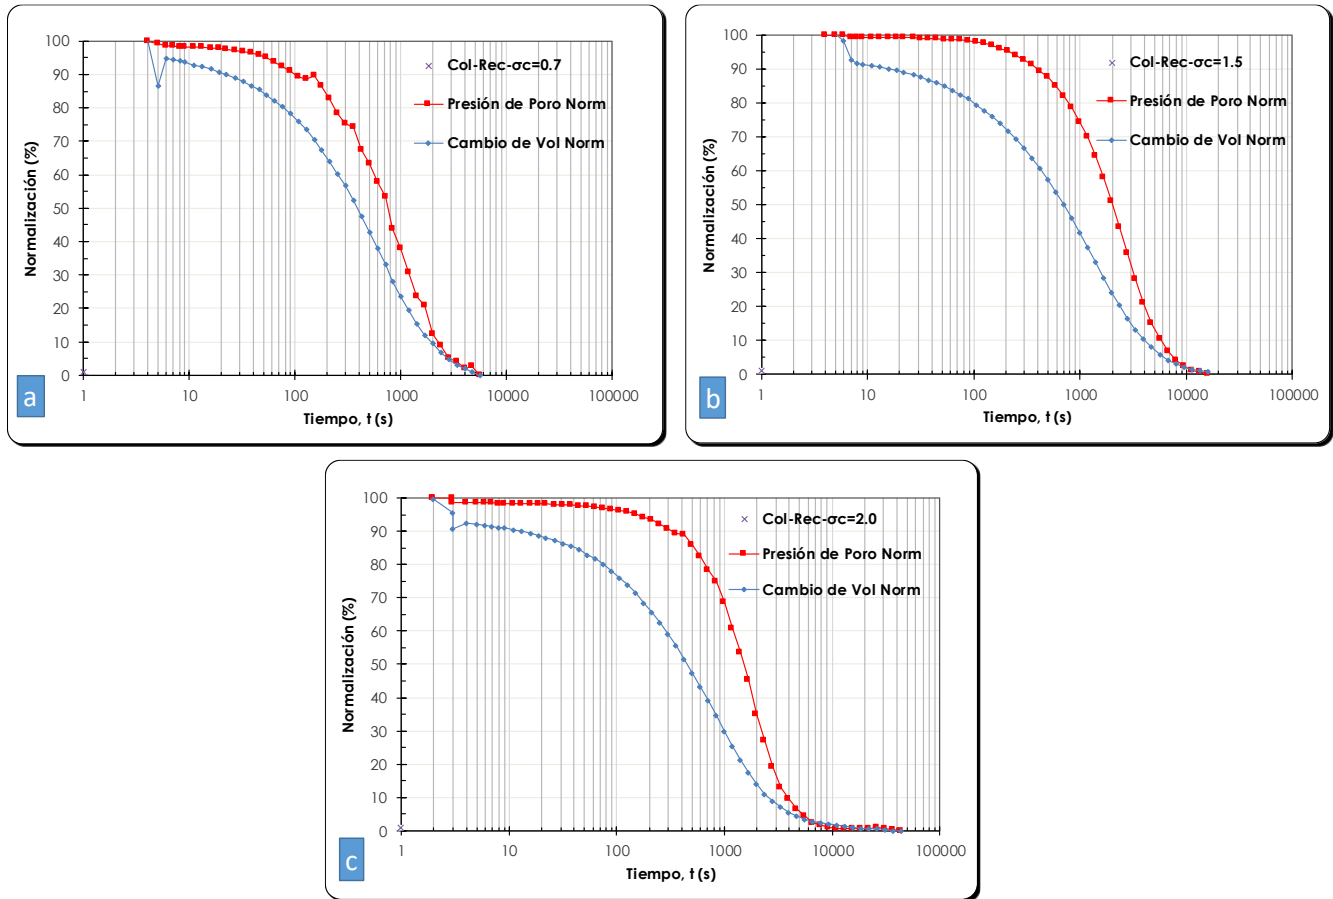 100
90
80
70
60
50
40
30
20
10
0
Normalización (%)
Col-Rec-σc=0.7
Presión de Poro Norm
Cambio de Vol Norm
1
10
100
1000
10000
100000
Tiempo, t (s)
a
100
90
80
70
60
50
40
30
20
10
0
Normalización (%)
Col-Rec-σc=1.5
Presión de Poro Norm
Cambio de Vol Norm
1
10
100
1000
10000
100000
Tiempo, t (s)
b
100
90
80
70
60
50
40
30
20
10
0
Normalización (%)
Col-Rec-σc=2.0
Presión de Poro Norm
Cambio de Vol Norm
1
10
100
1000
10000
100000
Tiempo, t (s)
c